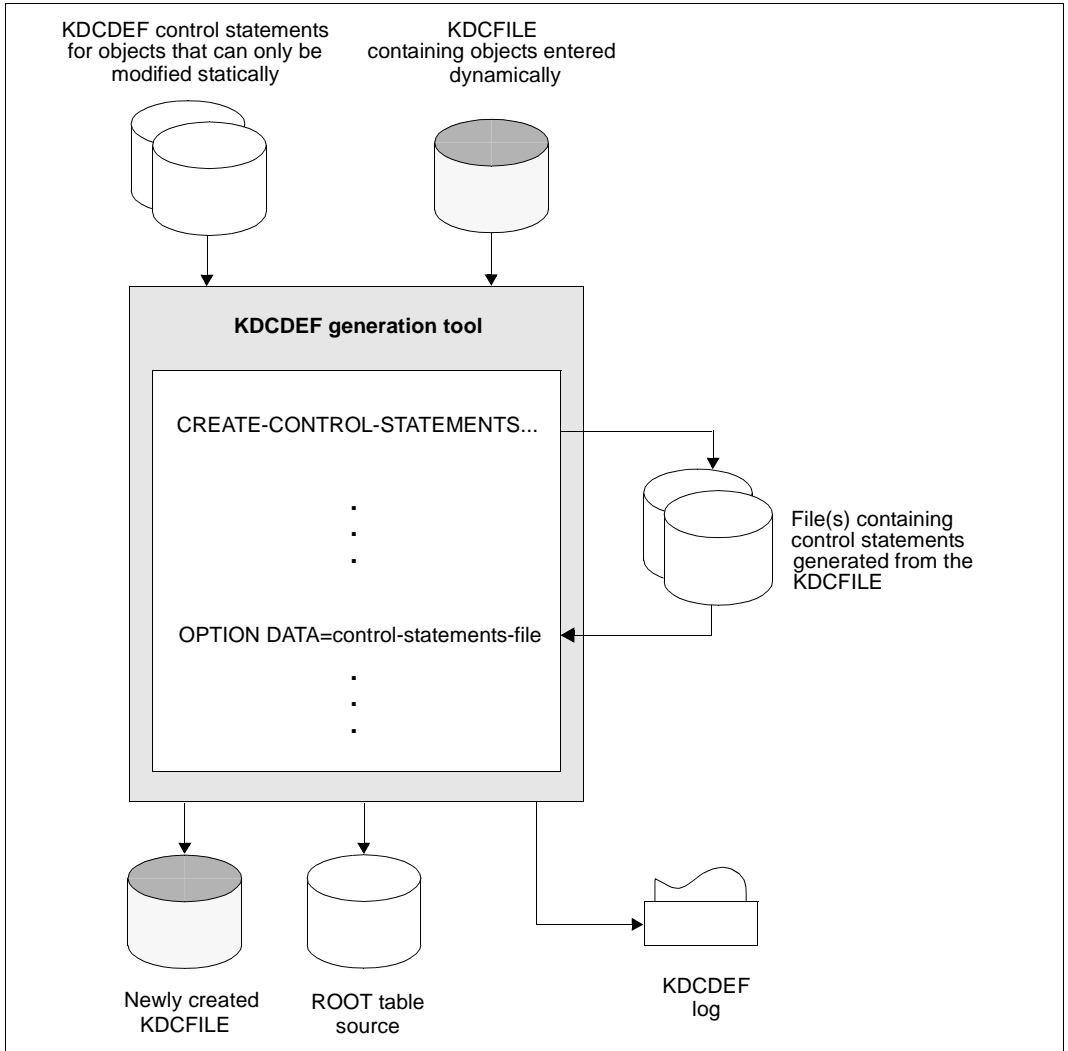 KDCDEF control statements
for objects that can only be
modified statically
KDCFILE
containing objects entered
dynamically
KDCDEF generation tool
CREATE-CONTROL-STATEMENTS...
.
.
.
File(s) containing
control statements
generated from the
KDCFILE
OPTION DATA=control-statements-file
.
.
.
Newly created
KDCFILE
ROOT table
source
KDCDEF
log